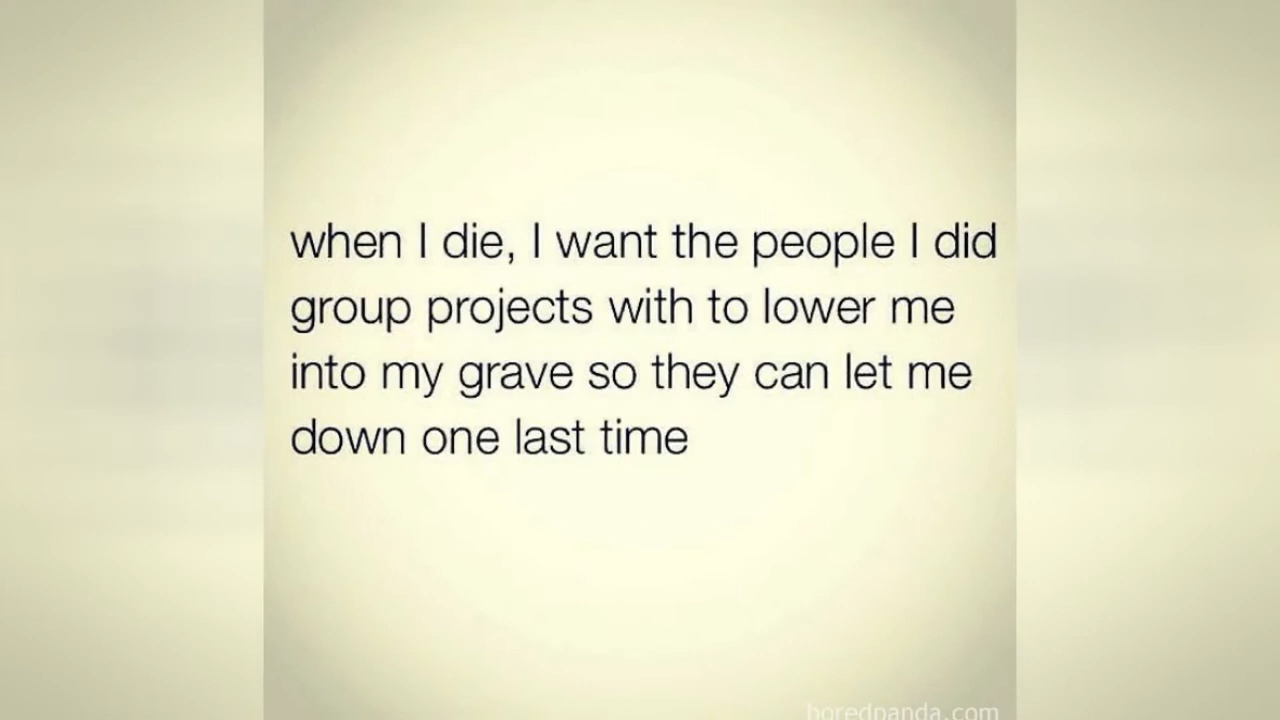 when I die, I want the people I did
group projects with to lower me
into my grave so they can let me
down one last time
boredpanda.com